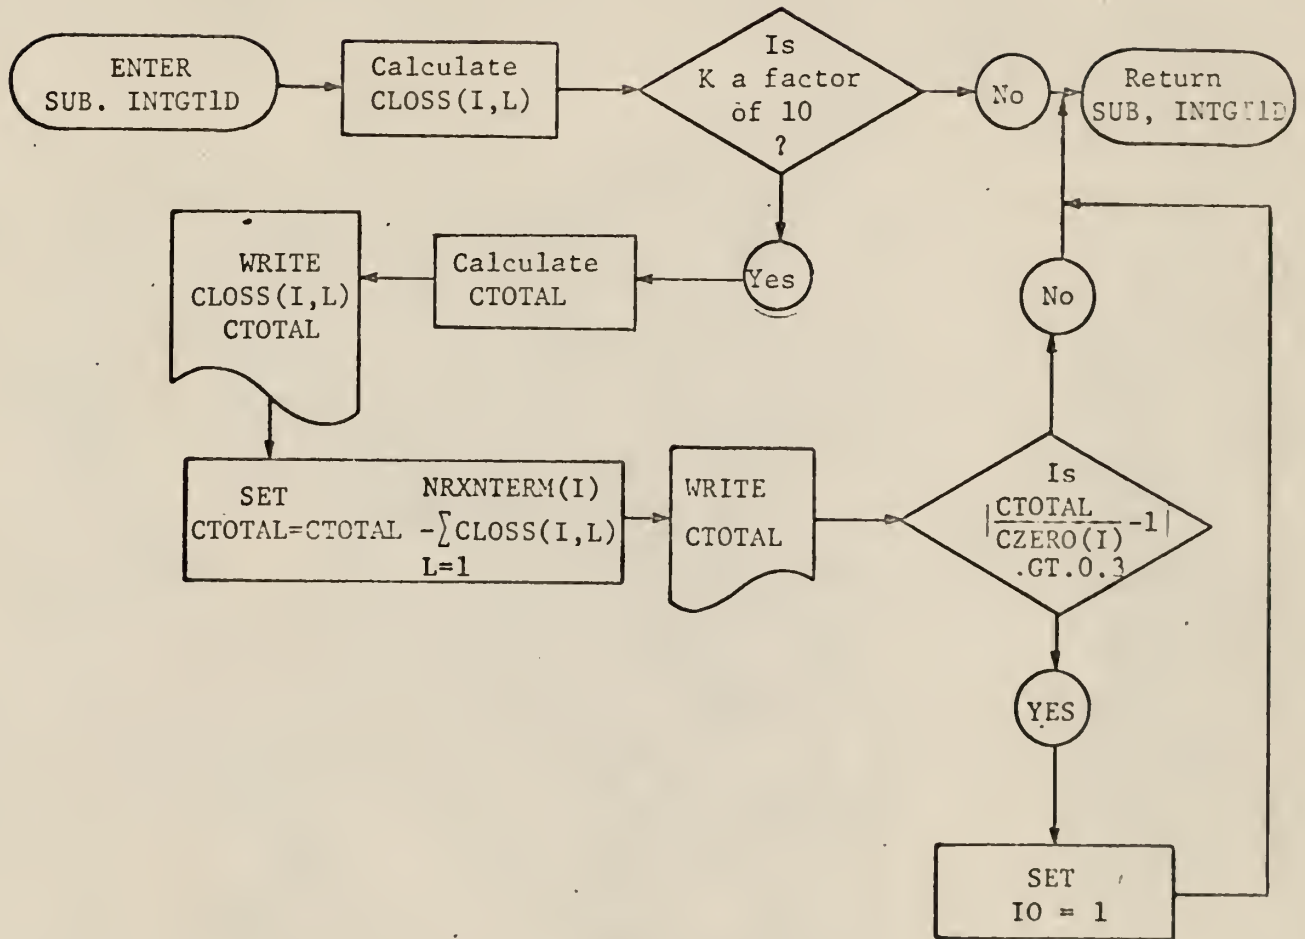 ENTER
SUB. INTGT1D
Calculate
CLOSS(I,L)
Is
K a factor
of 10
?
No
Return
SUB, INTGT1D
Yes
Calculate
CTOTAL
WRITE
CLOSS(I,L)
CTOTAL
SET NRXNTERM(I)
CTOTAL=CTOTAL -∑CLOSS(I,L)
L=1
WRITE
CTOTAL
Is
|CTOTAL
CZERO(I) -1|
.GT.0.3
No
YES
SET
IO = 1